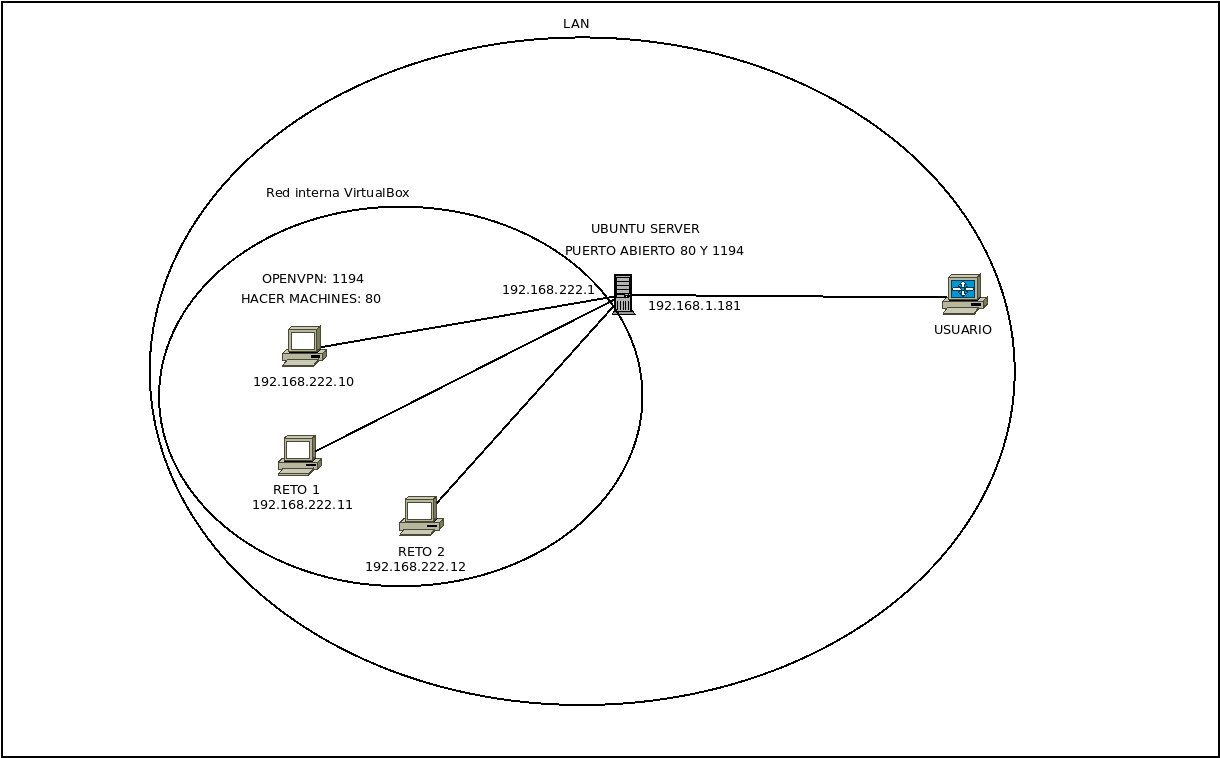 LAN
Red interna VirtualBox
UBUNTU SERVER
PUERTO ABIERTO 80 Y 1194
OPENVPN: 1194
HACER MACHINES: 80
192.168.222.1
192.168.1.181
USUARIO
192.168.222.10
RETO 1
192.168.222.11
RETO 2
192.168.222.12